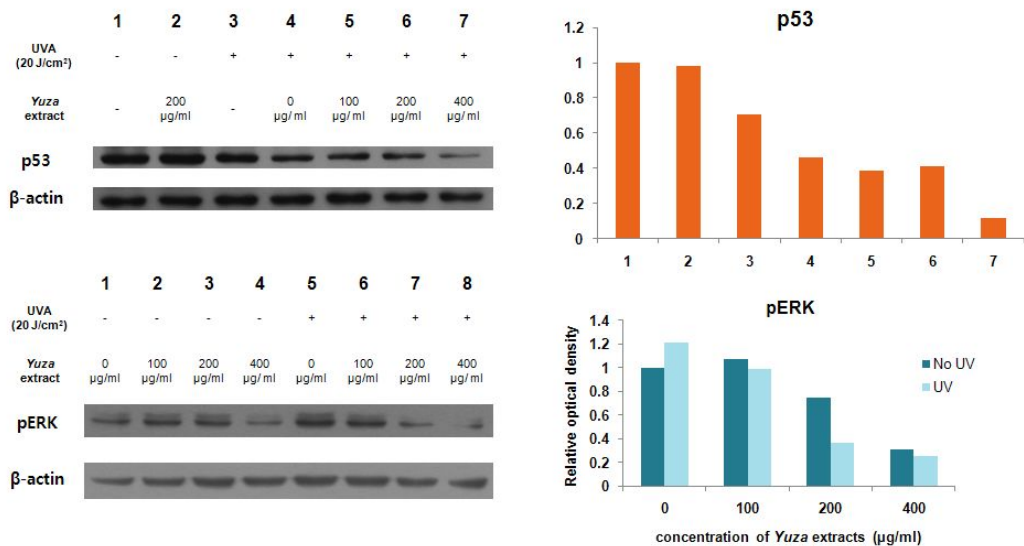 1 2 3 4 5 6 7
UVA
(20 J/cm²) - - + + + + +
Yuza
extract - 200 µg/ml - 0 µg/ml 100 µg/ml 200 µg/ml 400 µg/ml
p53
β-actin
1 2 3 4 5 6 7 8
UVA
(20 J/cm²) - - - - + + + +
Yuza
extract 0 µg/ml 100 µg/ml 200 µg/ml 400 µg/ml 0 µg/ml 100 µg/ml 200 µg/ml 400 µg/ml
pERK
β-actin
p53
1.2
1
0.8
0.6
0.4
0.2
0
1 2 3 4 5 6 7
pERK
Relative optical density
1.4
1.2
1
0.8
0.6
0.4
0.2
0
No UV
UV
0 100 200 400
concentration of Yuza extracts (µg/ml)